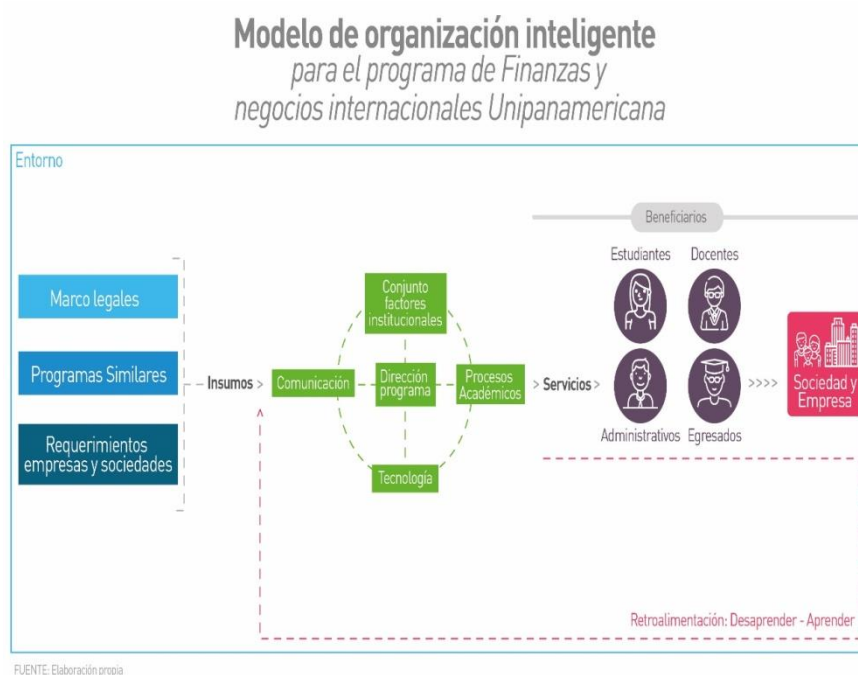 Modelo de organización inteligente
para el programa de Finanzas y
negocios internacionales Unipanamericana
Entorno
Marco legales
Programas Similares
Requerimientos
empresas y sociedades
Insumos >
Conjunto
factores
institucionales
Comunicación
Dirección
programa
Procesos
Académicos
Tecnología
> Servicios >
Beneficiarios
Estudiantes
Docentes
Administrativos
Egresados
>>>>
Sociedad y
Empresa
Retroalimentación: Desaprender - Aprender
FUENTE: Elaboración propia